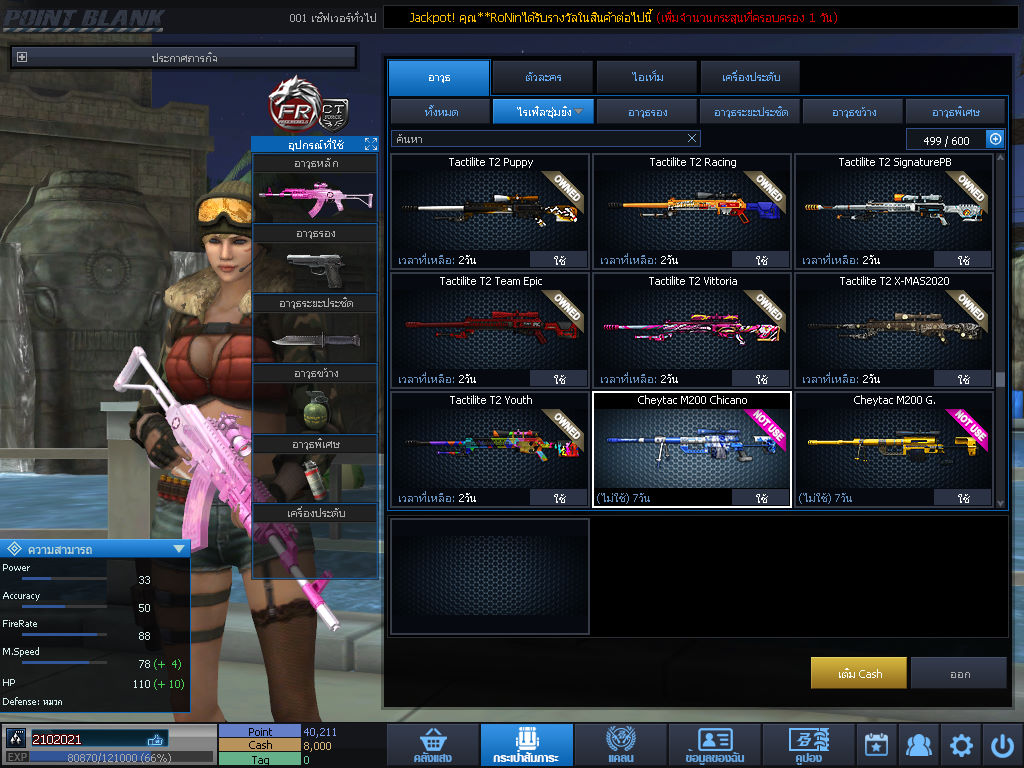 POINT BLANK
001 เซิฟเวอร์ทั่วไป
Jackpot! คุณ**RoNinได้รับรางวัลในสินค้าต่อไปนี้ (เพิ่มจำนวนกระสุนที่ครอบครอง 1 วัน)
ประกาศภารกิจ
อาวุธ
ตัวละคร
ไอเท็ม
เครื่องประดับ
ทั้งหมด
ไรเฟิลซุ่มยิง
อาวุธรอง
อาวุธระยะประชิด
อาวุธขว้าง
อาวุธพิเศษ
ค้นหา
499 / 600
FR
CT
FORCE
อุปกรณ์ที่ใช้
อาวุธหลัก
อาวุธรอง
อาวุธระยะประชิด
อาวุธขว้าง
อาวุธพิเศษ
เครื่องประดับ
Tactilite T2 Puppy
OWNED
เวลาที่เหลือ: 2วัน
ใช้
Tactilite T2 Racing
OWNED
เวลาที่เหลือ: 2วัน
ใช้
Tactilite T2 SignaturePB
OWNED
เวลาที่เหลือ: 2วัน
ใช้
Tactilite T2 Team Epic
OWNED
เวลาที่เหลือ: 2วัน
ใช้
Tactilite T2 Vittoria
OWNED
เวลาที่เหลือ: 2วัน
ใช้
Tactilite T2 X-MAS2020
OWNED
เวลาที่เหลือ: 2วัน
ใช้
Tactilite T2 Youth
OWNED
เวลาที่เหลือ: 2วัน
ใช้
Cheytac M200 Chicano
NOT USE
(ไม่ใช้) 7วัน
ใช้
Cheytac M200 G.
NOT USE
(ไม่ใช้) 7วัน
ใช้
ความสามารถ
Power
33
Accuracy
50
FireRate
88
M.Speed
78 (+ 4)
HP
110 (+ 10)
Defense: หมวก
เติม Cash
ออก
2102021
EXP
80870/121000 (66%)
Point
40,211
Cash
8,000
Tag
0
คลังแสง
กระเป๋าสัมภาระ
แคลน
ข้อมูลของฉัน
คูปอง